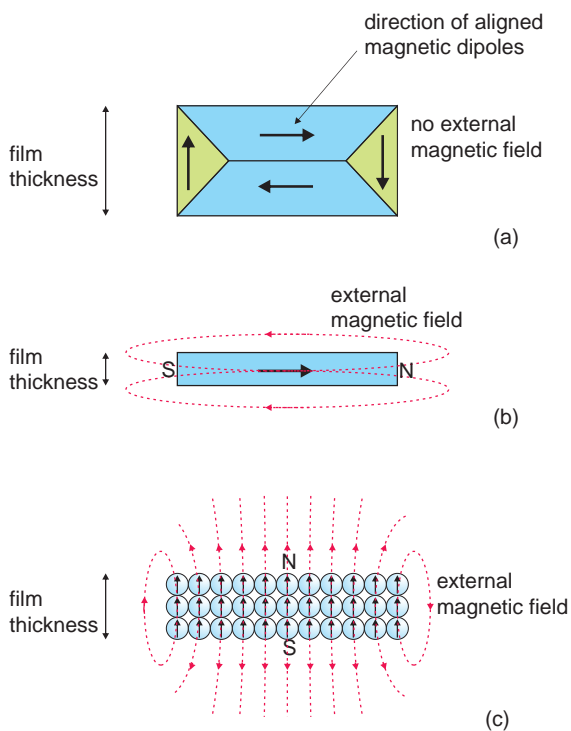 direction of aligned
magnetic dipoles
film
thickness
no external
magnetic field
(a)
external
magnetic field
film
thickness
S
N
(b)
N
film
thickness
external
magnetic field
S
(c)